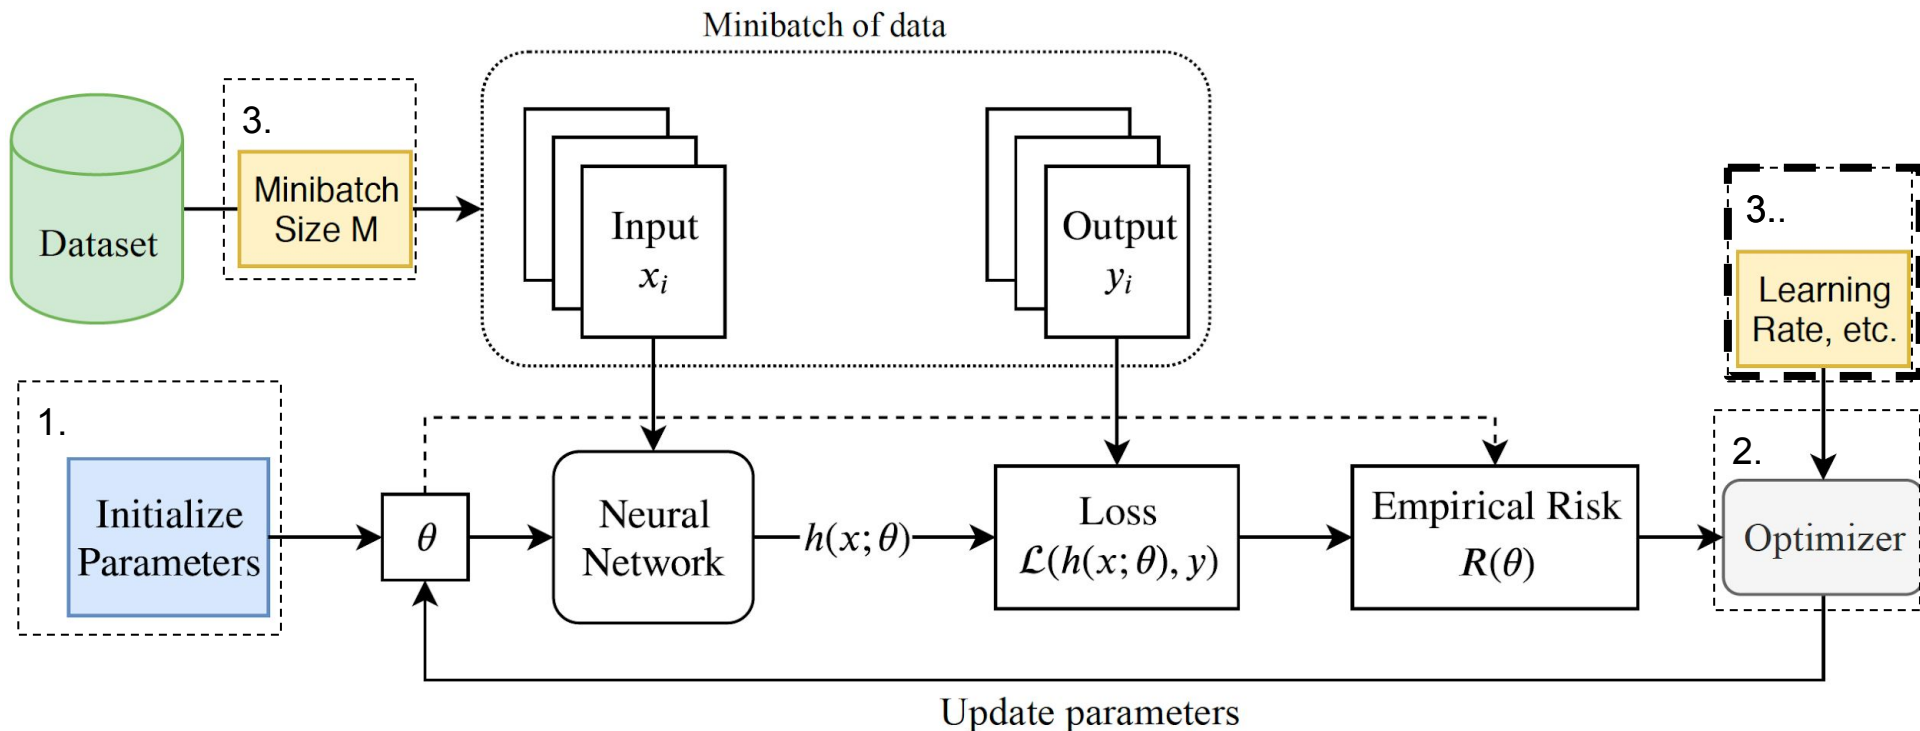 Minibatch of data
3.
Minibatch
Size M
Dataset
Input
xᵢ
Output
yᵢ
3..
Learning
Rate, etc.
1.
Initialize
Parameters
θ
Neural
Network
h(x; θ)
Loss
ℒ(h(x; θ), y)
Empirical Risk
R(θ)
2.
Optimizer
Update parameters